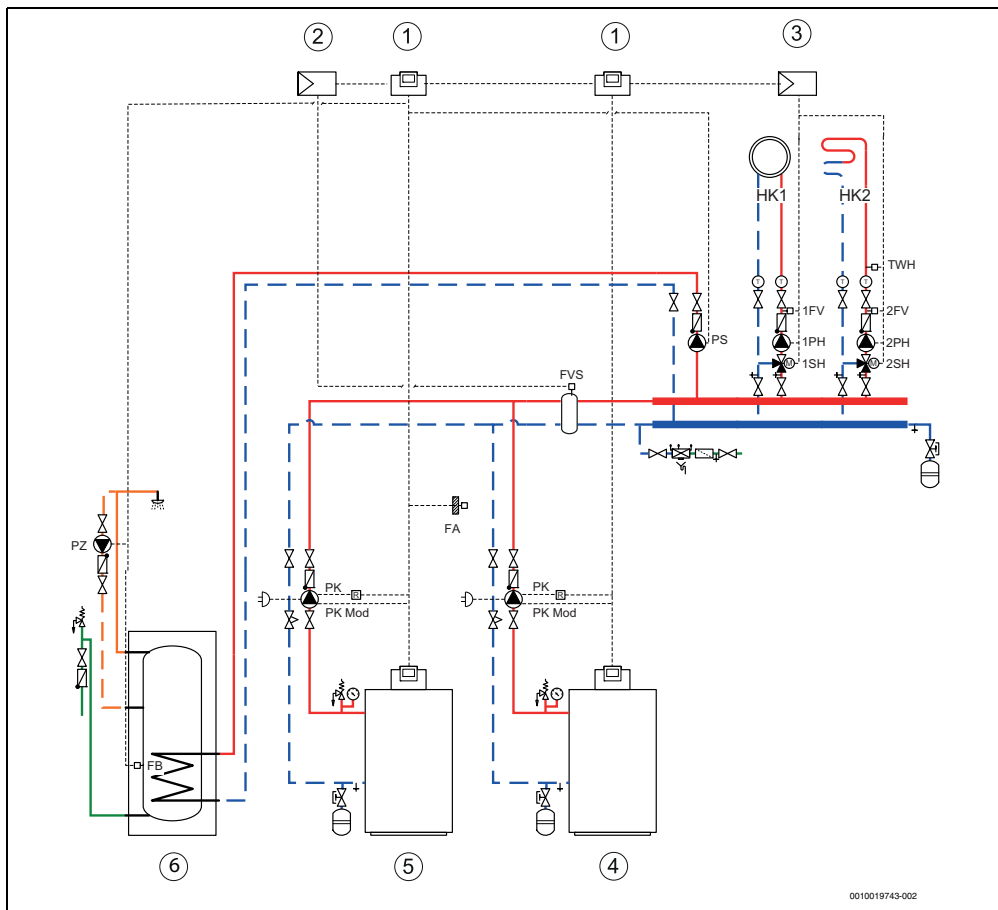 2
1
1
3
HK1
HK2
T
T
T
T
TWH
1FV
2FV
PS
1PH
2PH
1SH
M
2SH
M
FVS
FA
PZ
PK
R
PK
R
PK Mod
PK Mod
FB
6
5
4
0010019743-002